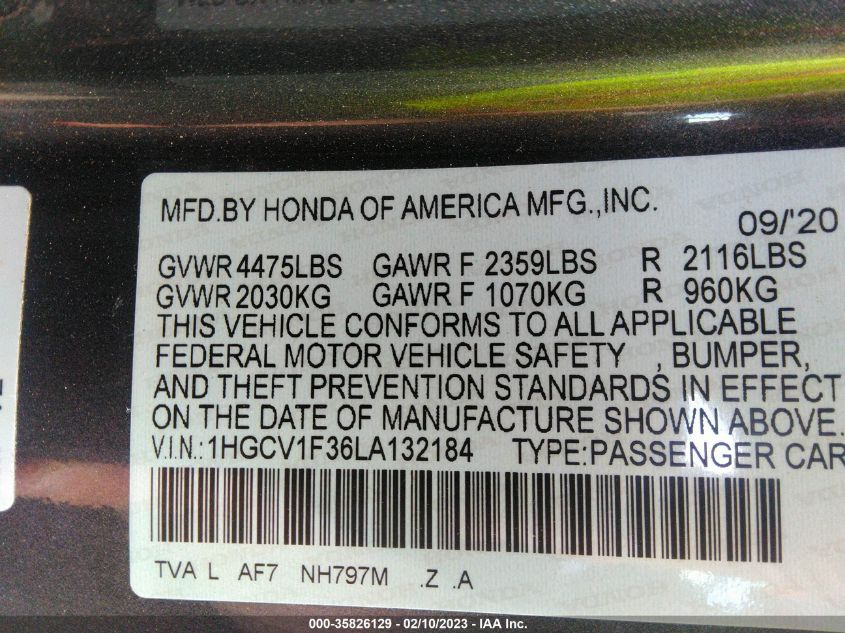 MFD.BY HONDA OF AMERICA MFG.,INC. 09/'20
GVWR 4475LBS GAWR F 2359LBS R 2116LBS
GVWR 2030KG GAWR F 1070KG R 960KG
THIS VEHICLE CONFORMS TO ALL APPLICABLE
FEDERAL MOTOR VEHICLE SAFETY , BUMPER,
AND THEFT PREVENTION STANDARDS IN EFFECT
ON THE DATE OF MANUFACTURE SHOWN ABOVE.
V.I.N.: 1HGCV1F36LA132184 TYPE:PASSENGER CAR
TVA L AF7 NH797M .Z .A
000-35826129 - 02/10/2023 - IAA Inc.